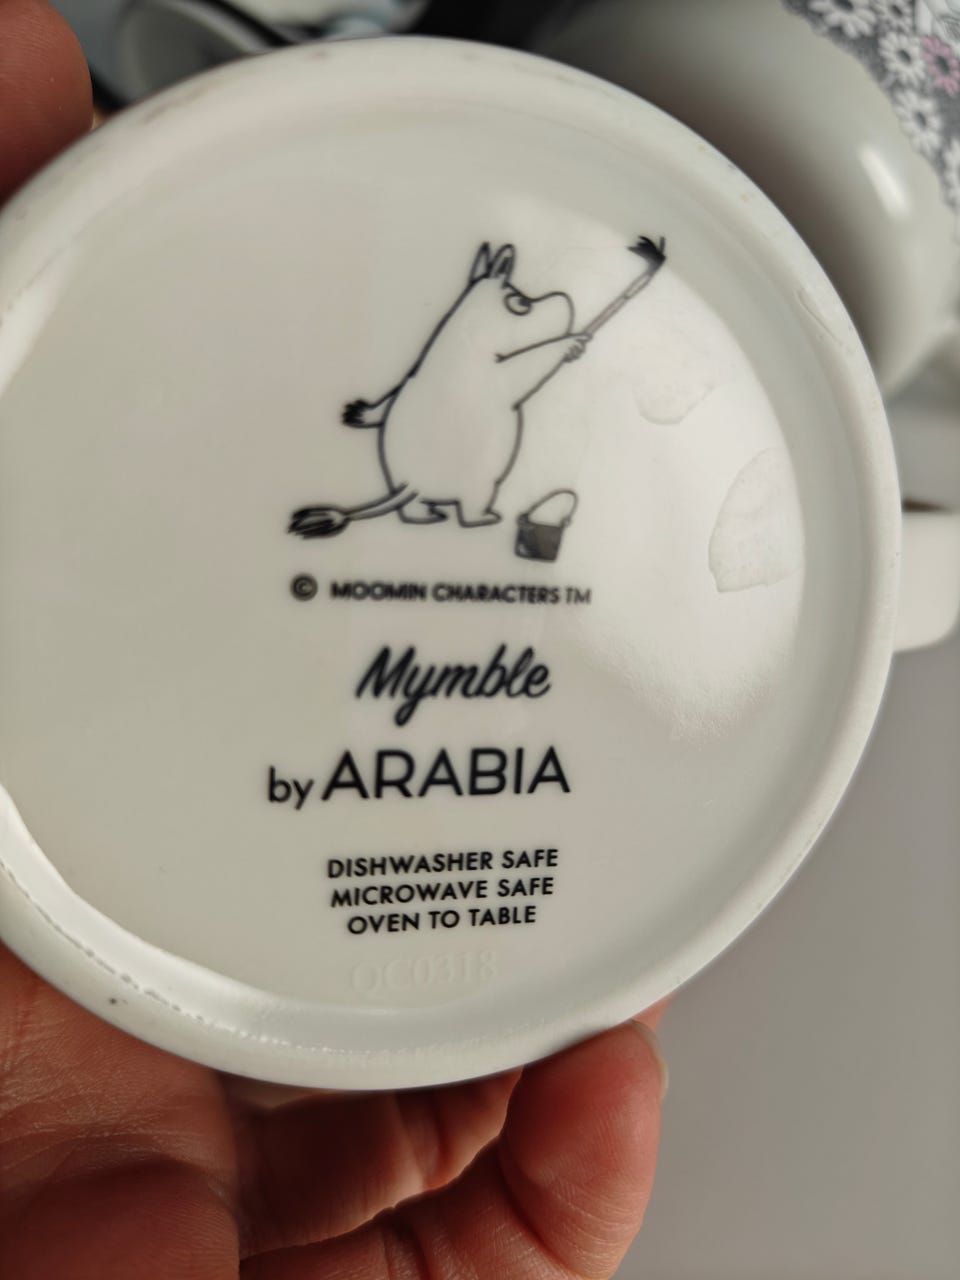 © MOOMIN CHARACTERS TM
Mymble
by ARABIA
DISHWASHER SAFE
MICROWAVE SAFE
OVEN TO TABLE
QC0318